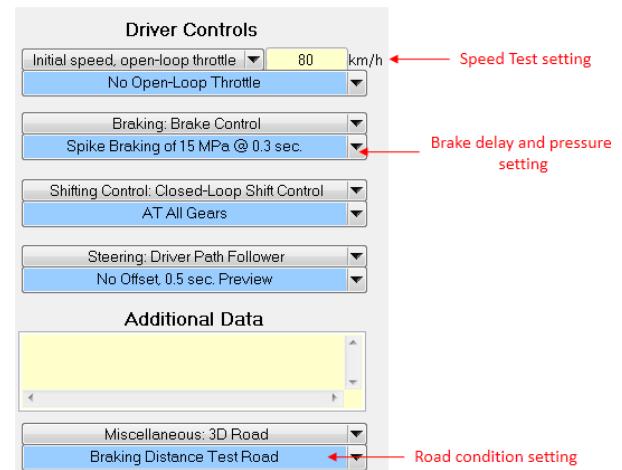 Driver Controls
Initial speed, open-loop throttle 80 km/h Speed Test setting
No Open-Loop Throttle
Braking: Brake Control
Spike Braking of 15 MPa @ 0.3 sec.
Brake delay and pressure
setting
Shifting Control: Closed-Loop Shift Control
AT All Gears
Steering: Driver Path Follower
No Offset, 0.5 sec. Preview
Additional Data
Miscellaneous: 3D Road
Braking Distance Test Road Road condition setting